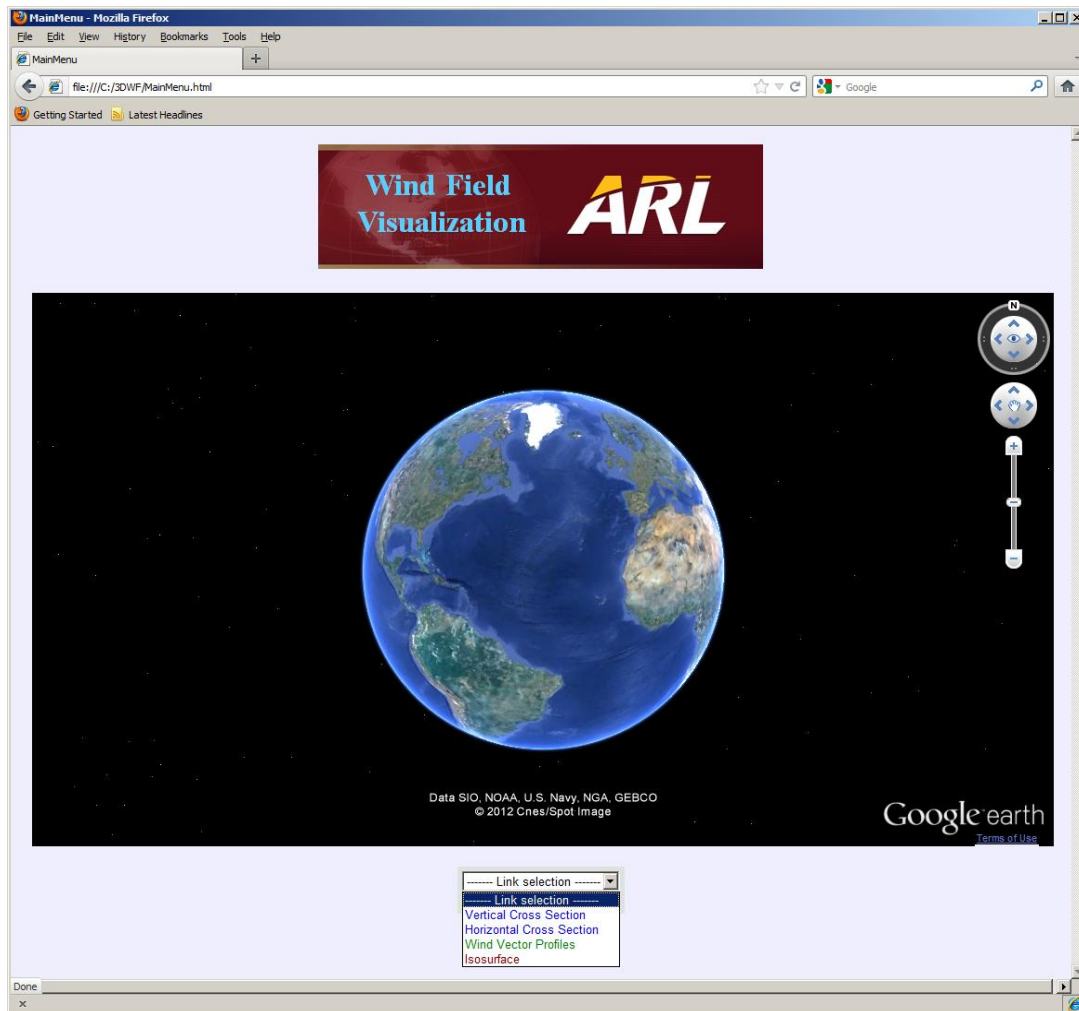 MainMenu - Mozilla Firefox
File Edit View History Bookmarks Tools Help
MainMenu +
file:///C:/3DWF/MainMenu.html Google
Getting Started Latest Headlines
Wind Field
Visualization
ARL
N
Data SIO, NOAA, U.S. Navy, NGA, GEBCO
© 2012 Cnes/Spot Image
Google earth
Terms of Use
------- Link selection -------
------- Link selection -------
Vertical Cross Section
Horizontal Cross Section
Wind Vector Profiles
Isosurface
Done
x